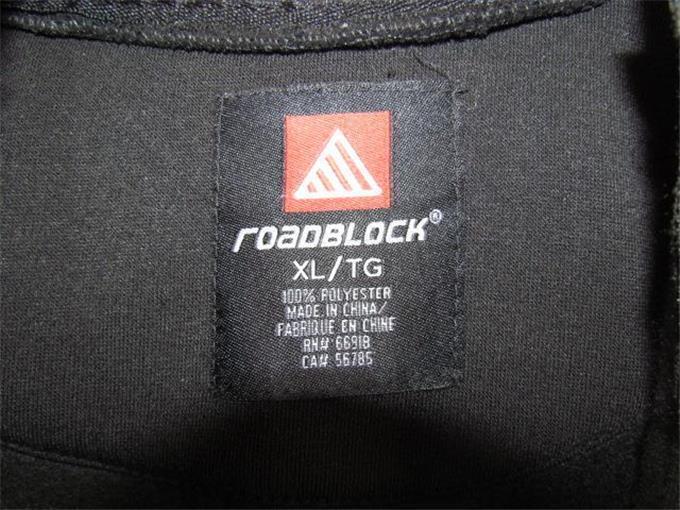 roadblock®
XL/TG
100% POLYESTER
MADE IN CHINA/
FABRIQUE EN CHINE
RN# 66918
CA# 56785